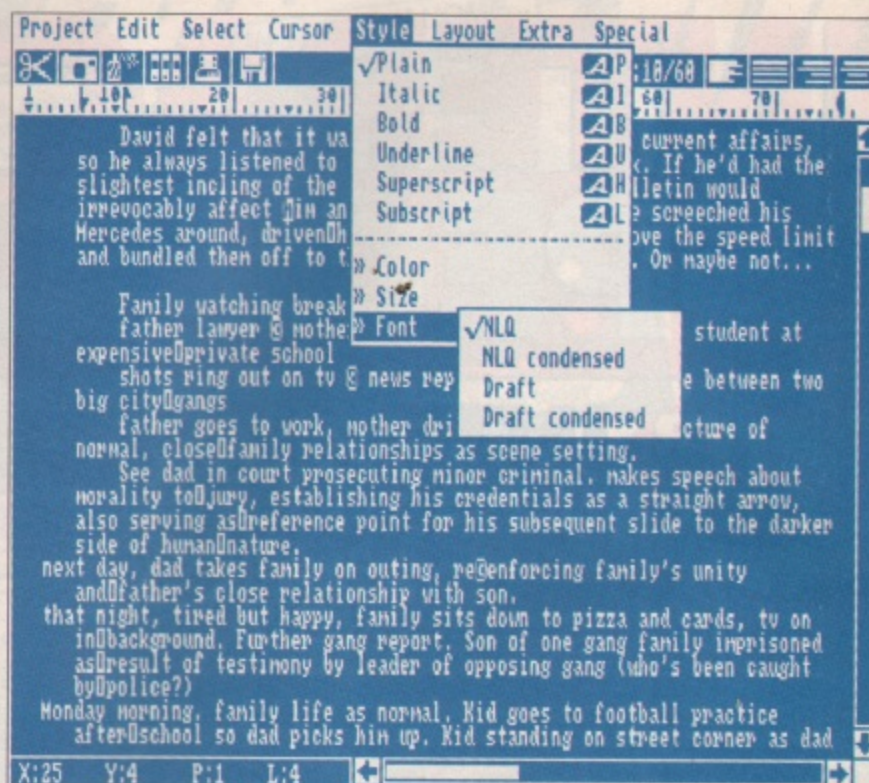 Project Edit Select Cursor Style Layout Extra Special
:10/60
10 20 30 60 70
√Plain A P
Italic A I
Bold A B
Underline A U
Superscript A H
Subscript A L
» Color
» Size
» Font
√NLQ
NLQ condensed
Draft
Draft condensed
David felt that it wa current affairs,
so he always listened to . If he'd had the
slightest incling of the lletin would
irrevocably affect him an e screeched his
Mercedes around, driven h ove the speed limit
and bundled them off to t . Or maybe not...
Family watching break
father lawyer mothe student at
expensive private school
shots ring out on tv news rep e between two
big city gangs
father goes to work, mother dri cture of
normal, close family relationships as scene setting.
See dad in court prosecuting minor criminal. makes speech about
morality to jury, establishing his credentials as a straight arrow,
also serving as reference point for his subsequent slide to the darker
side of human nature.
next day, dad takes family on outing, re enforcing family's unity
and father's close relationship with son.
that night, tired but happy, family sits down to pizza and cards, tv on
in background. Further gang report. Son of one gang family imprisoned
as result of testimony by leader of opposing gang (who's been caught
by police?)
Monday morning. family life as normal. Kid goes to football practice
after school so dad picks him up. Kid standing on street corner as dad
X:25 Y:4 P:1 L:4